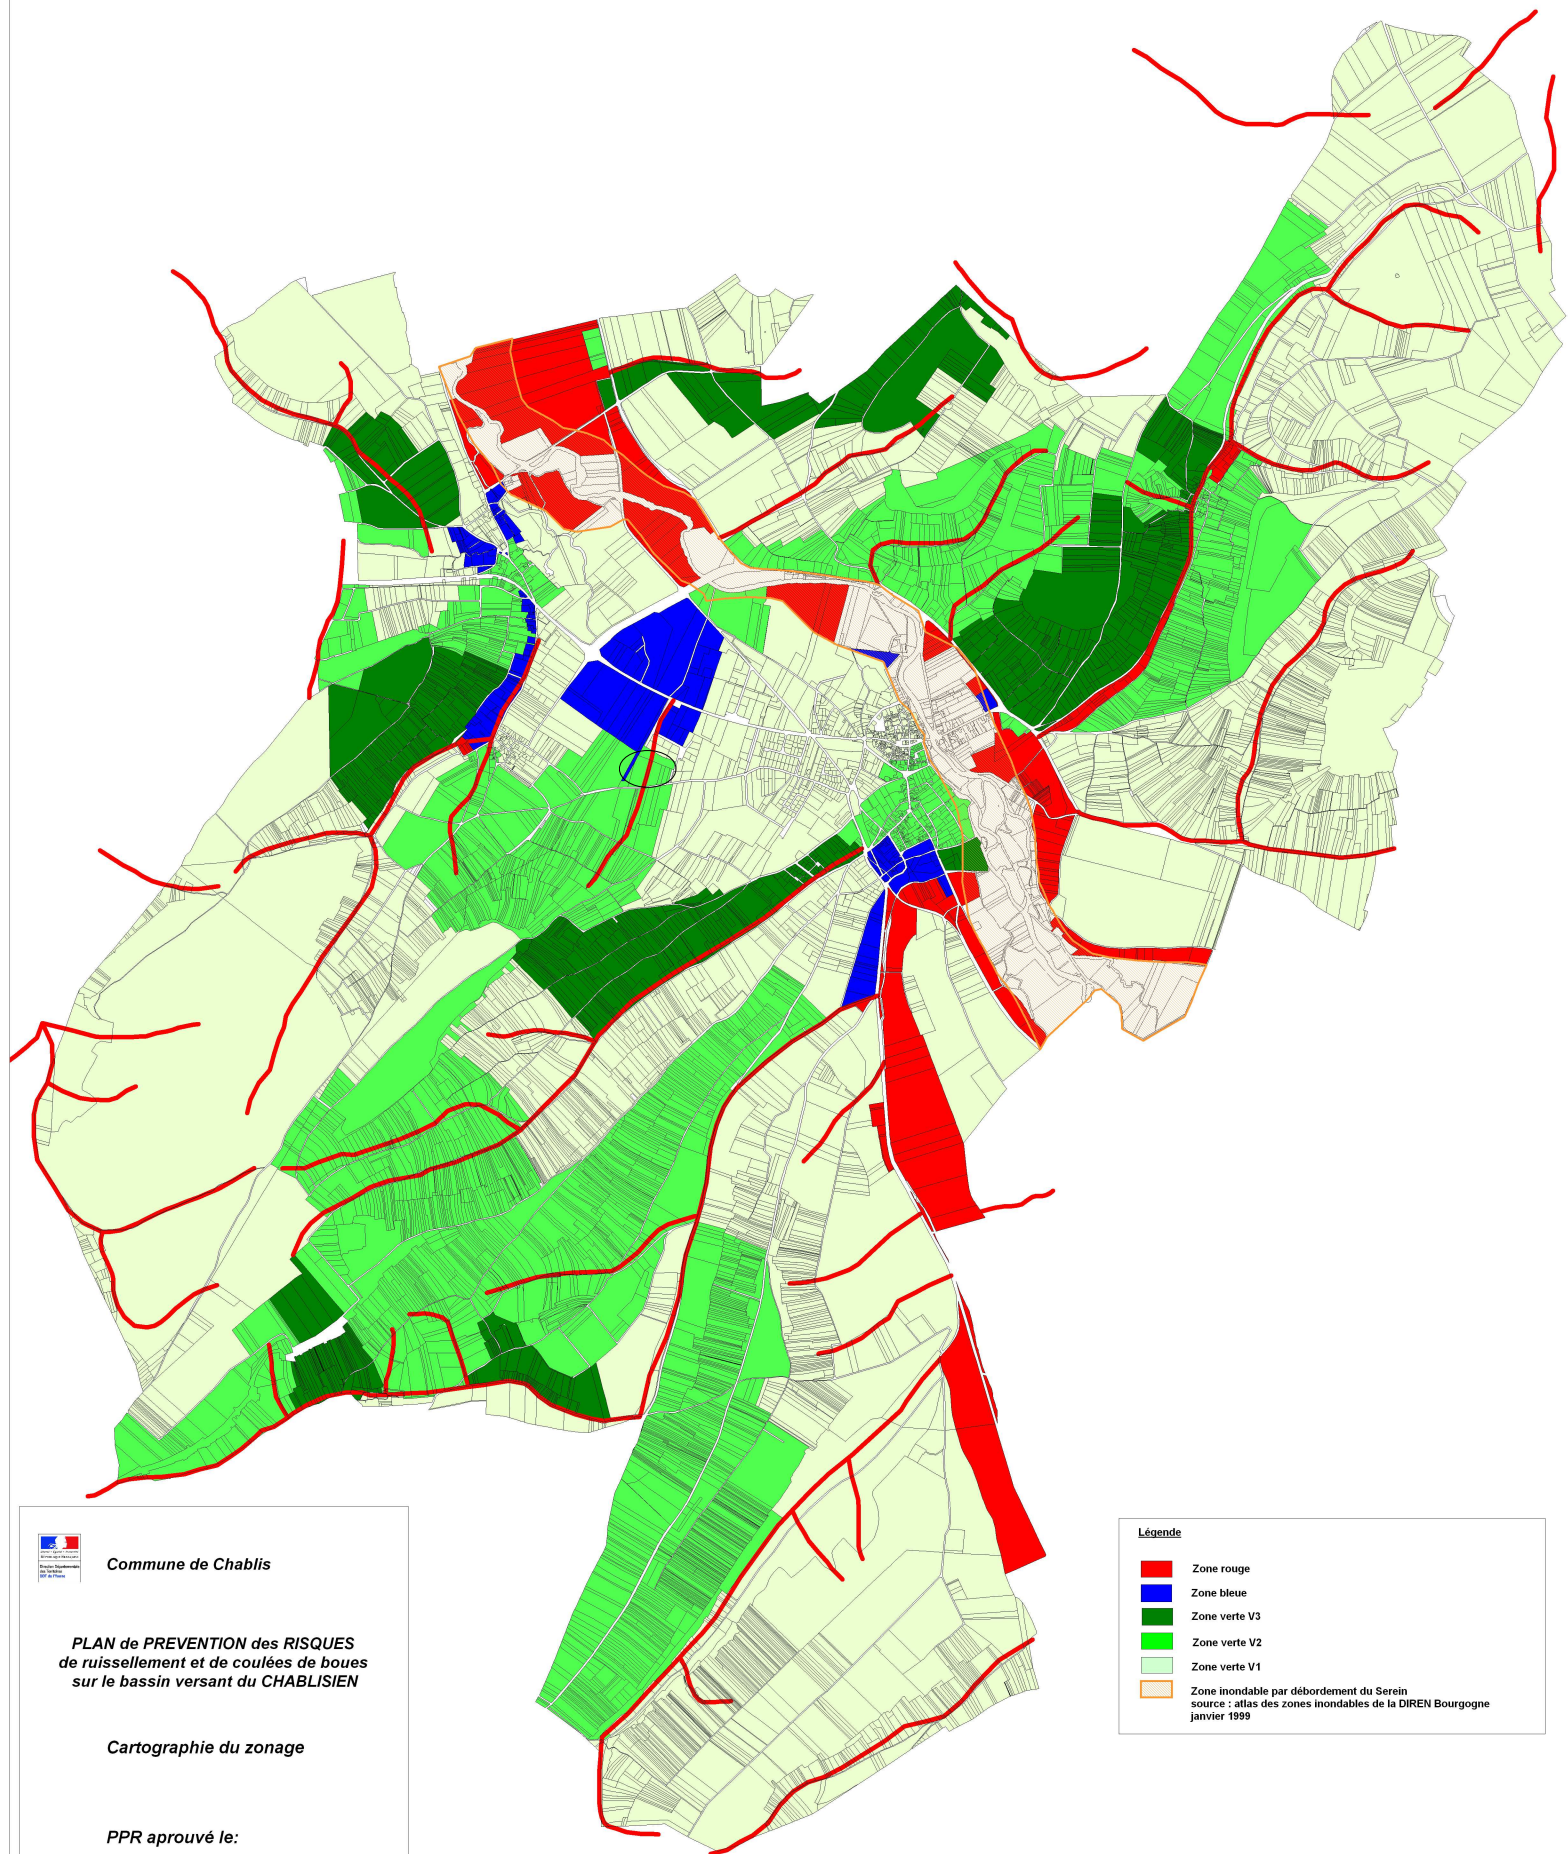 Commune de Chablis
PLAN de PREVENTION des RISQUES
de ruissellement et de coulées de boues
sur le bassin versant du CHABLISIEN
Cartographie du zonage
PPR aprouvé le:
Légende
Zone rouge
Zone bleue
Zone verte V3
Zone verte V2
Zone verte V1
Zone inondable par débordement du Serein
source : atlas des zones inondables de la DIREN Bourgogne
janvier 1999